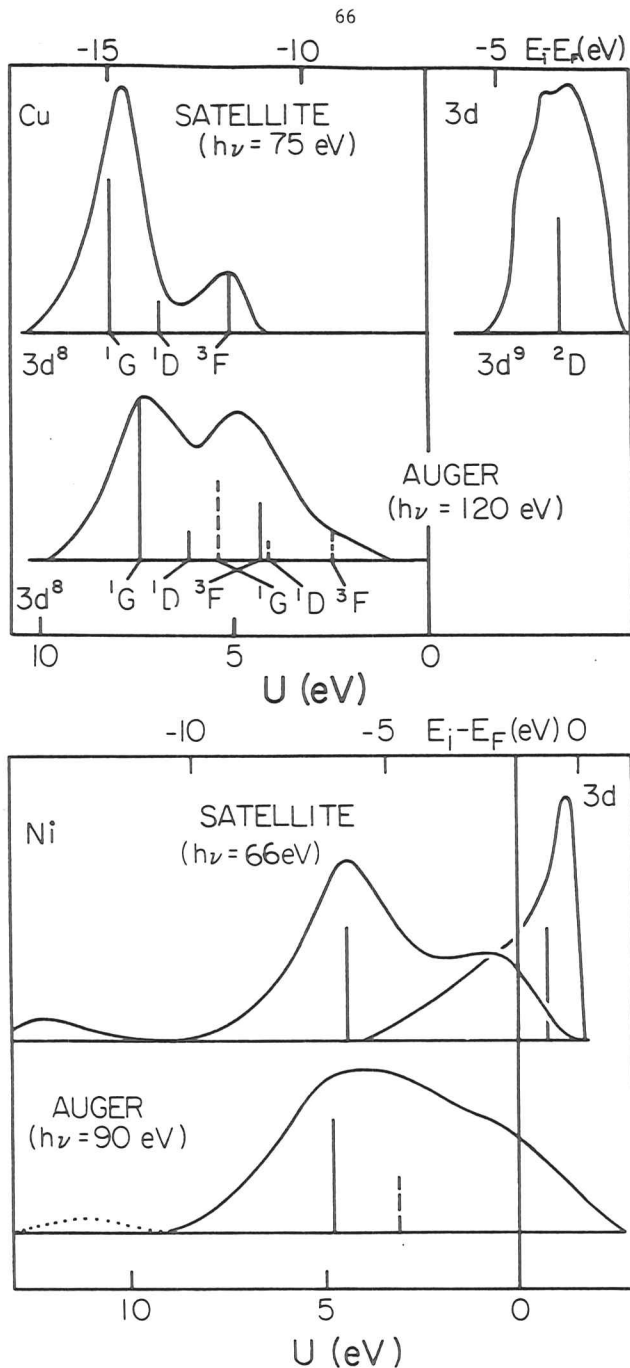 66
-15 -10 -5 Eᵢ-E_F(eV)
Cu SATELLITE 3d
(hν = 75 eV)
3d⁸ ¹G ¹D ³F 3d⁹ ²D
AUGER
(hν = 120 eV)
3d⁸ ¹G ¹D ³F ¹G ¹D ³F
10 5 0
U (eV)
-10 -5 Eᵢ-E_F(eV) 0
3d
Ni SATELLITE
(hν = 66eV)
AUGER
(hν = 90 eV)
10 5 0
U (eV)